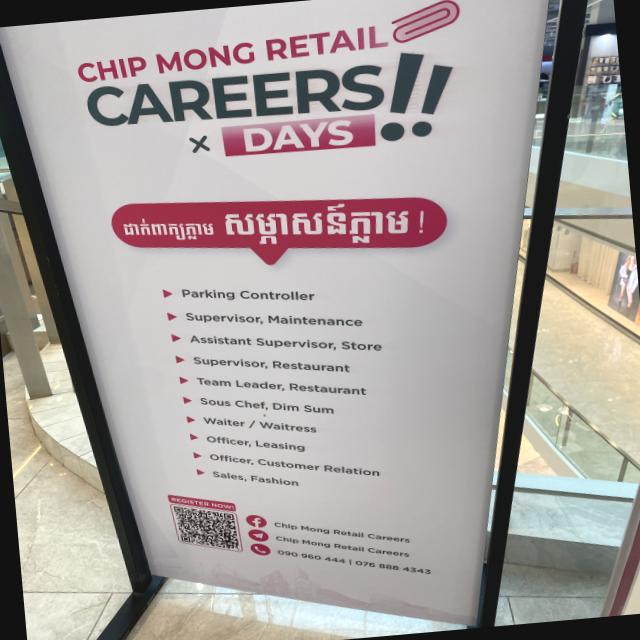 CHIP MONG RETAIL
CAREERS!!
× DAYS
ដាក់ពាក្យភ្លាម សម្ភាសន៍ភ្លាម !
Parking Controller
Supervisor, Maintenance
Assistant Supervisor, Store
Supervisor, Restaurant
Team Leader, Restaurant
Sous Chef, Dim Sum
Waiter / Waitress
Officer, Leasing
Officer, Customer Relation
Sales, Fashion
REGISTER NOW!
Chip Mong Retail Careers
Chip Mong Retail Careers
090 960 444 | 076 888 4343